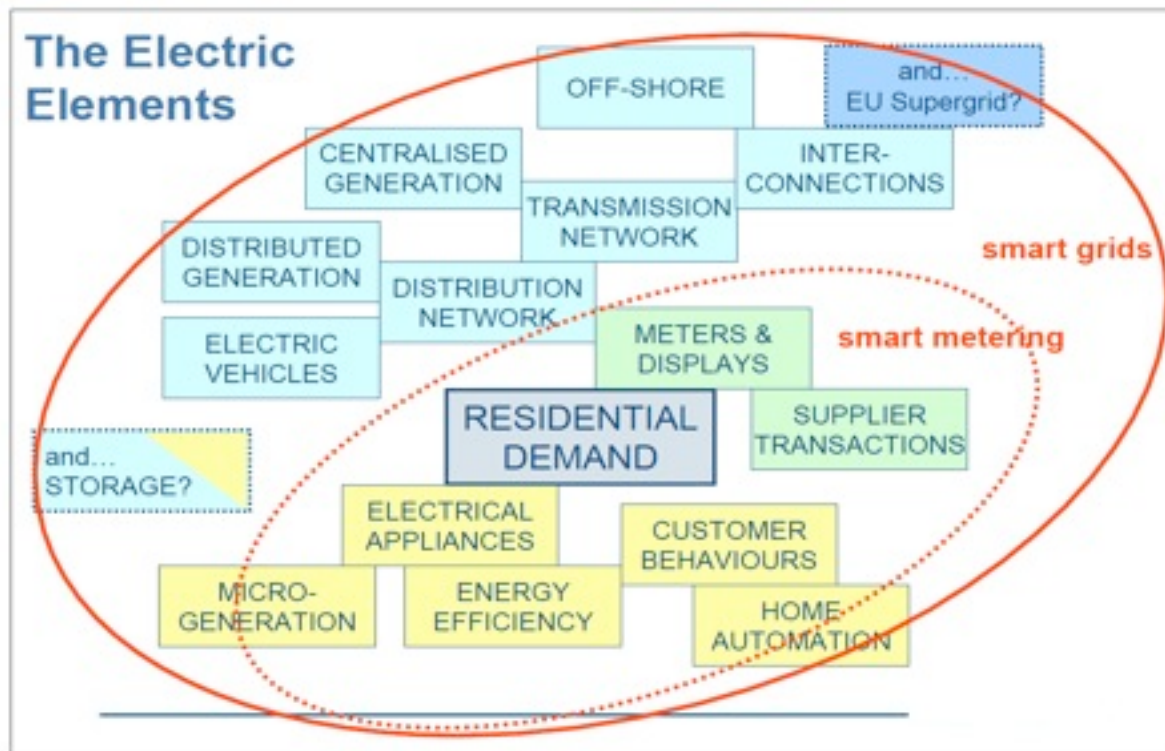 The Electric
Elements
OFF-SHORE
and...
EU Supergrid?
CENTRALISED
GENERATION
INTER-
CONNECTIONS
TRANSMISSION
NETWORK
DISTRIBUTED
GENERATION
smart grids
DISTRIBUTION
NETWORK
ELECTRIC
VEHICLES
METERS &
DISPLAYS
smart metering
RESIDENTIAL
DEMAND
SUPPLIER
TRANSACTIONS
and...
STORAGE?
ELECTRICAL
APPLIANCES
CUSTOMER
BEHAVIOURS
MICRO-
GENERATION
ENERGY
EFFICIENCY
HOME
AUTOMATION